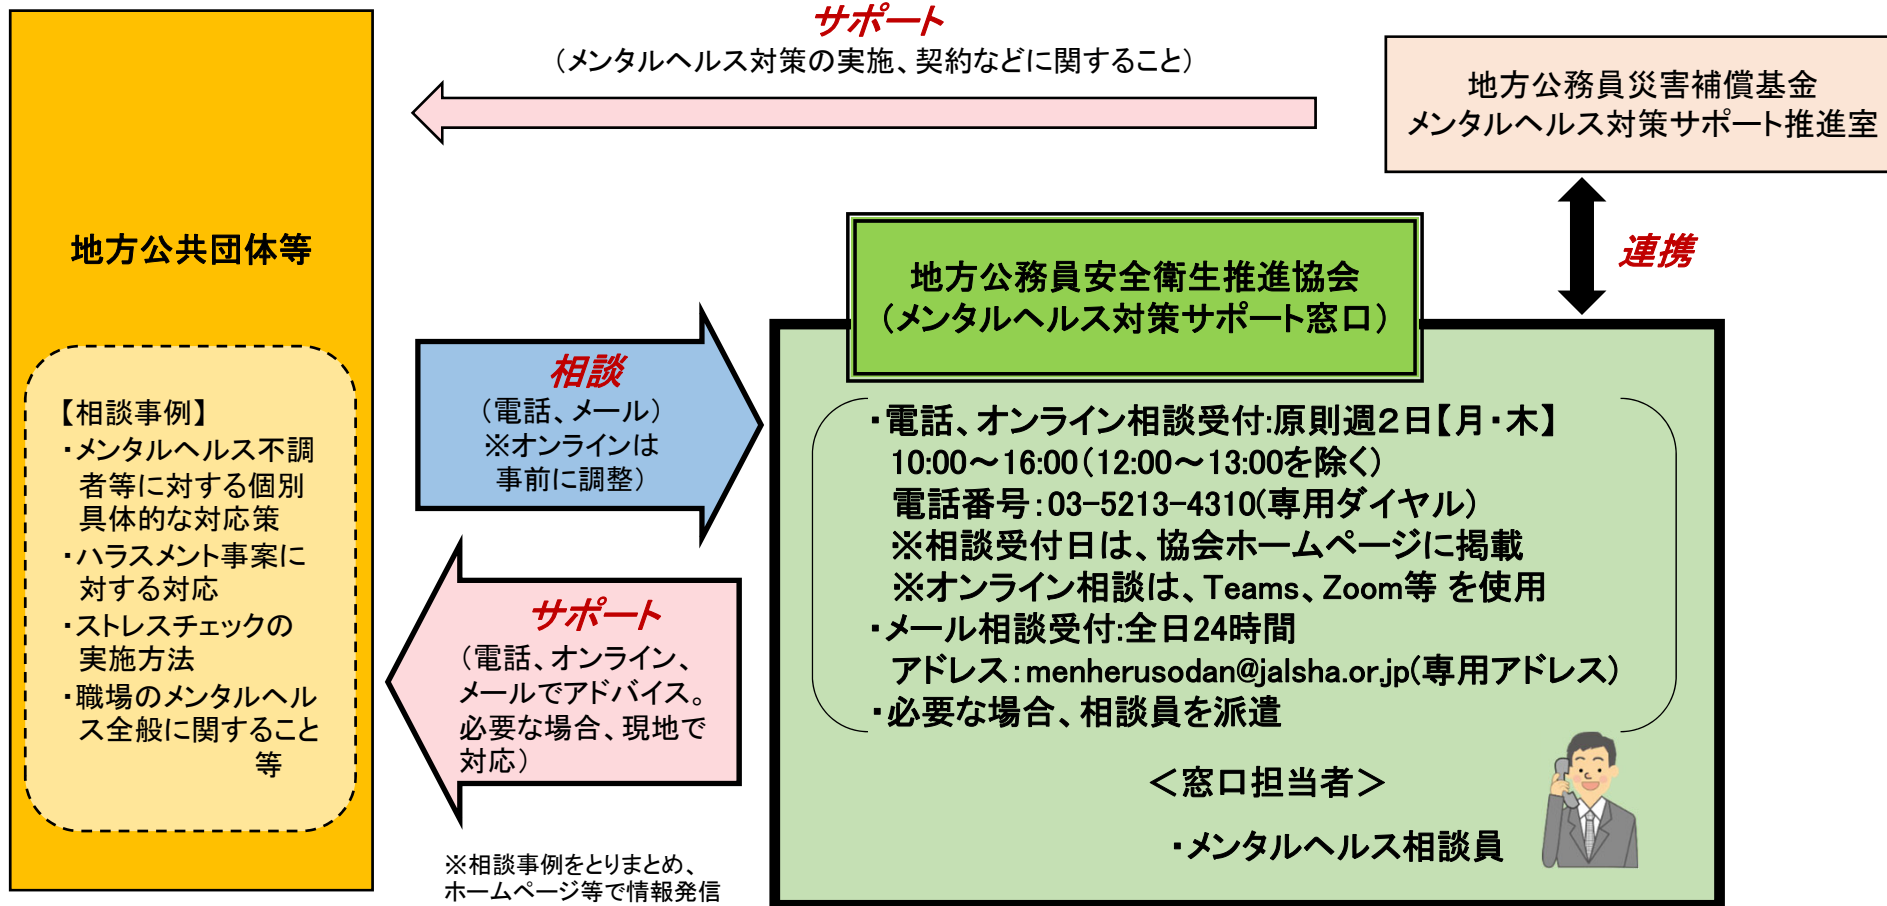 サポート
（メンタルヘルス対策の実施、契約などに関すること）
地方公務員災害補償基金
メンタルヘルス対策サポート推進室
連携
地方公共団体等
【相談事例】
・メンタルヘルス不調
者等に対する個別
具体的な対応策
・ハラスメント事案に
対する対応
・ストレスチェックの
実施方法
・職場のメンタルヘル
ス全般に関すること
等
相談
（電話、メール）
※オンラインは
事前に調整）
サポート
（電話、オンライン、
メールでアドバイス。
必要な場合、現地で
対応）
※相談事例をとりまとめ、
ホームページ等で情報発信
地方公務員安全衛生推進協会
（メンタルヘルス対策サポート窓口）
・電話、オンライン相談受付:原則週２日【月・木】
10:00～16:00（12:00～13:00を除く）
電話番号：03-5213-4310(専用ダイヤル）
※相談受付日は、協会ホームページに掲載
※オンライン相談は、Teams、Zoom等 を使用
・メール相談受付:全日24時間
アドレス：menherusodan@jalsha.or.jp(専用アドレス）
・必要な場合、相談員を派遣
＜窓口担当者＞
・メンタルヘルス相談員